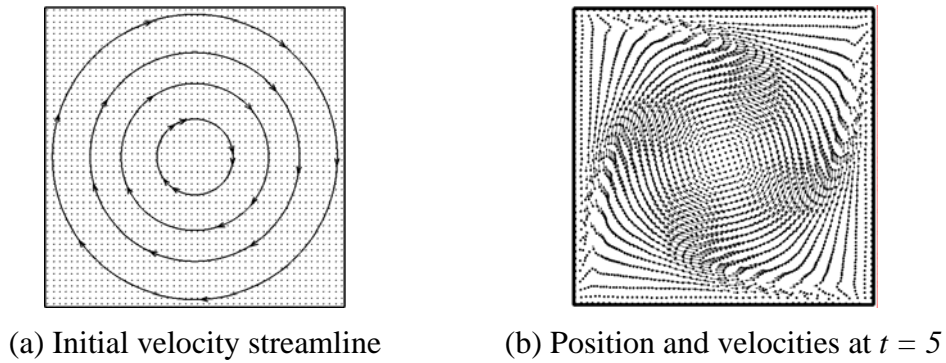 (a) Initial velocity streamline
(b) Position and velocities at t = 5